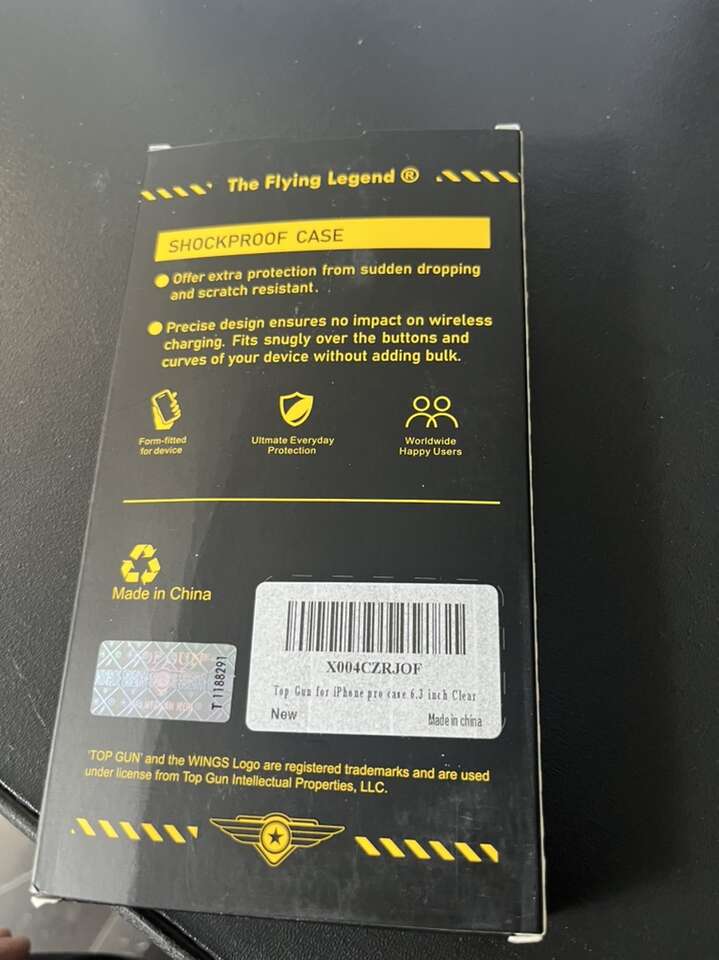 The Flying Legend ®
SHOCKPROOF CASE
Offer extra protection from sudden dropping
and scratch resistant.
Precise design ensures no impact on wireless
charging. Fits snugly over the buttons and
curves of your device without adding bulk.
Form-fitted
for device
Ultmate Everyday
Protection
Worldwide
Happy Users
Made in China
TOP GUN
T 1188291
X004CZRJOF
Top Gun for iPhone pro case 6.3 inch Clear
New
Made in china
'TOP GUN' and the WINGS Logo are registered trademarks and are used
under license from Top Gun Intellectual Properties, LLC.